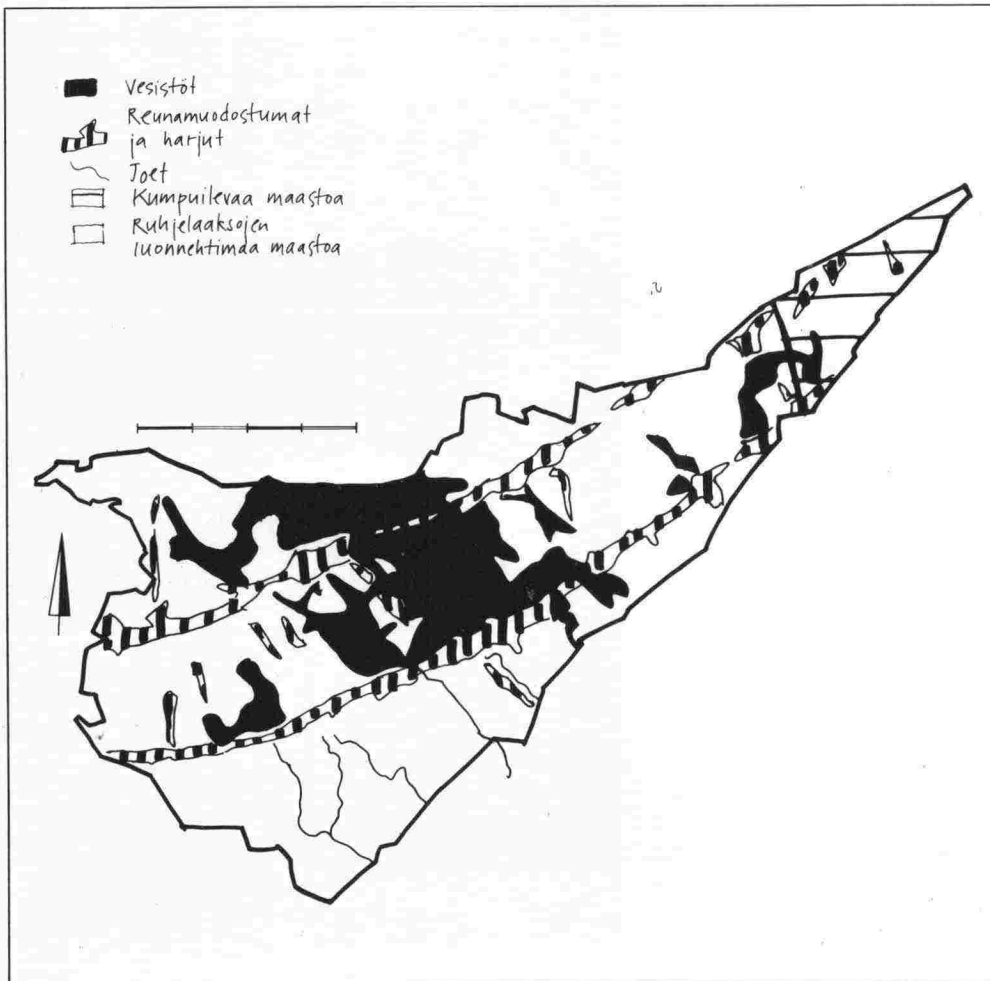 Vesistöt
Reunamuodostumat
ja harjut
Joet
Kumpuilevaa maastoa
Ruhjelaaksojen
luonnehtimaa maastoa